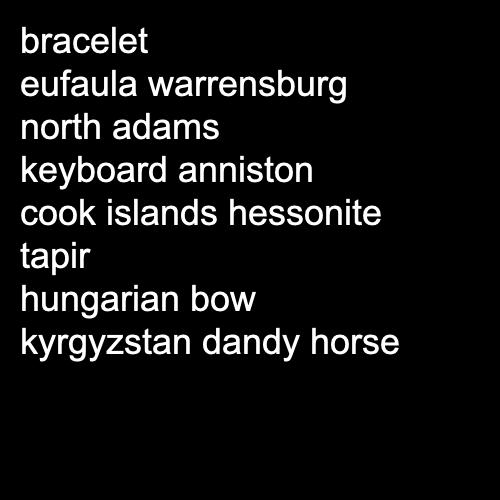 bracelet
eufaula warrensburg
north adams
keyboard anniston
cook islands hessonite
tapir
hungarian bow
kyrgyzstan dandy horse